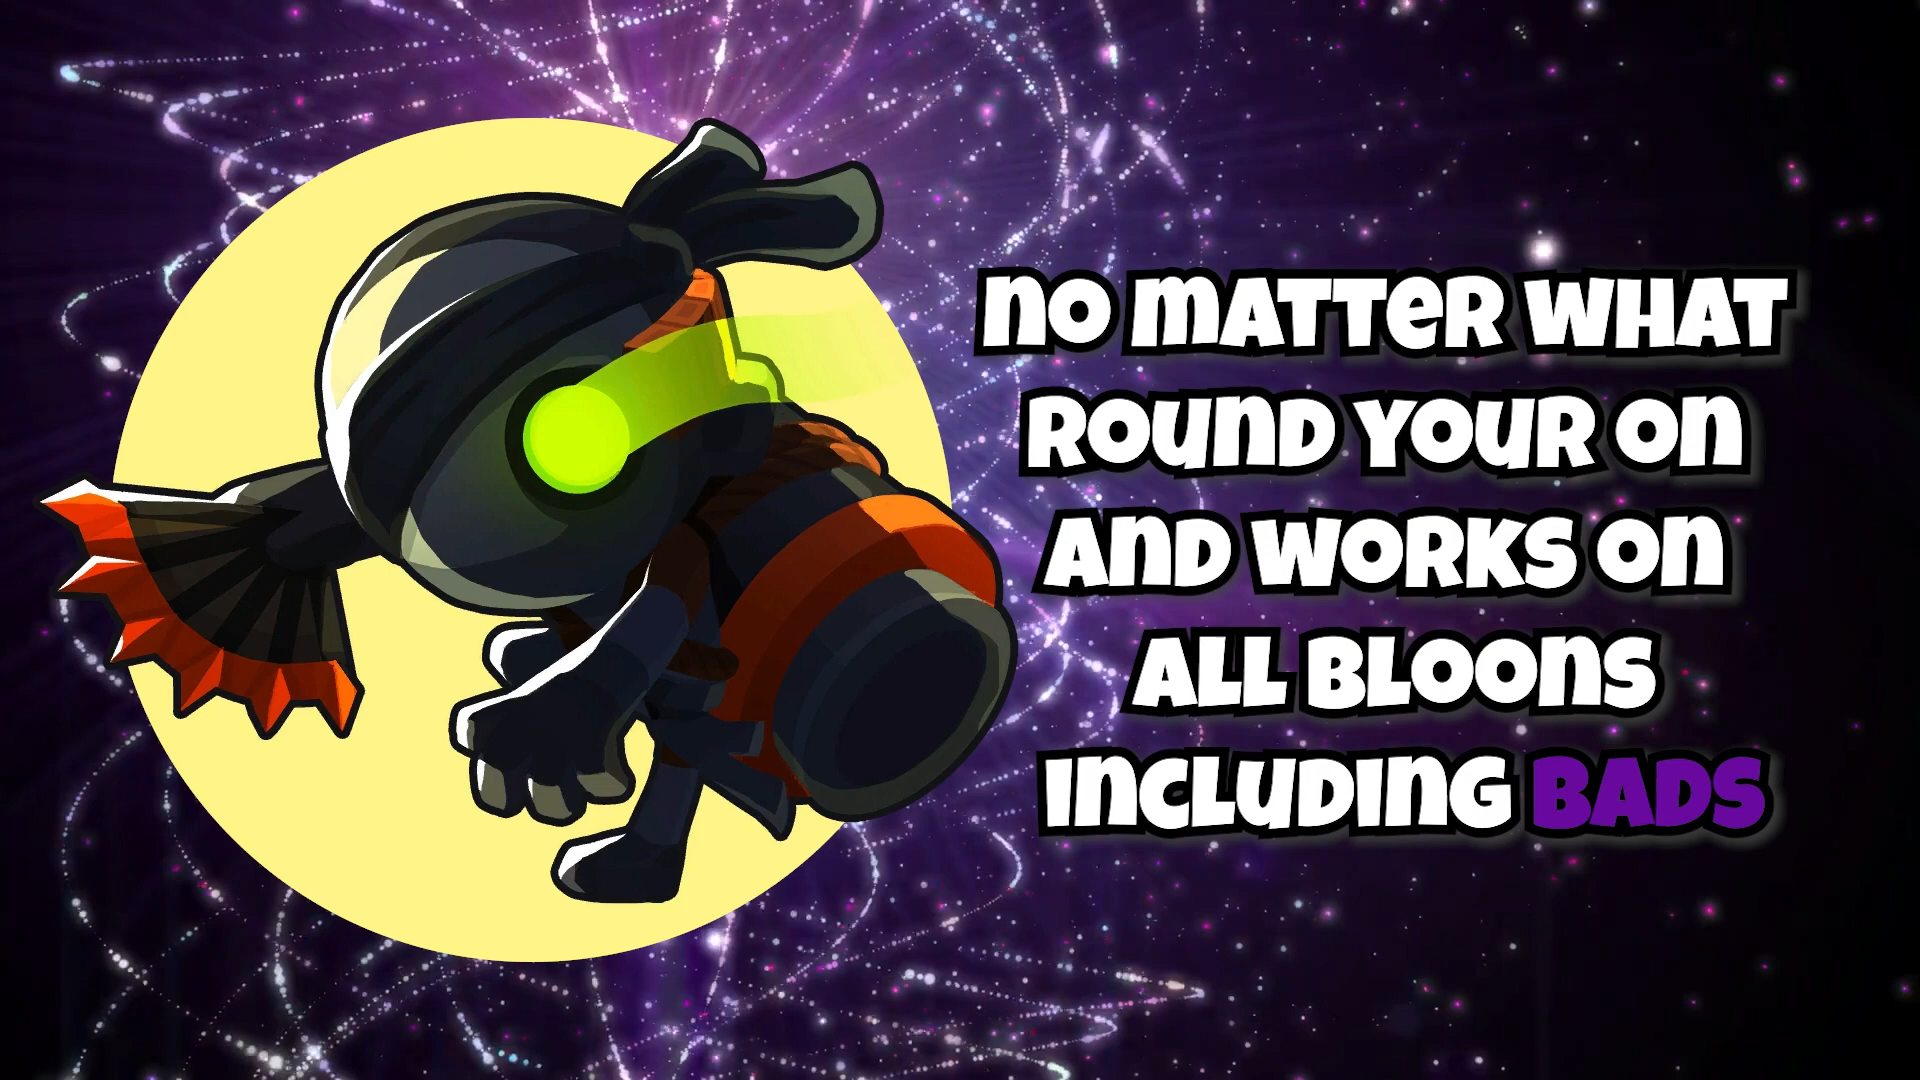 NO MATTER WHAT
ROUND YOUR ON
AND WORKS ON
ALL BLOONS
INCLUDING BADS